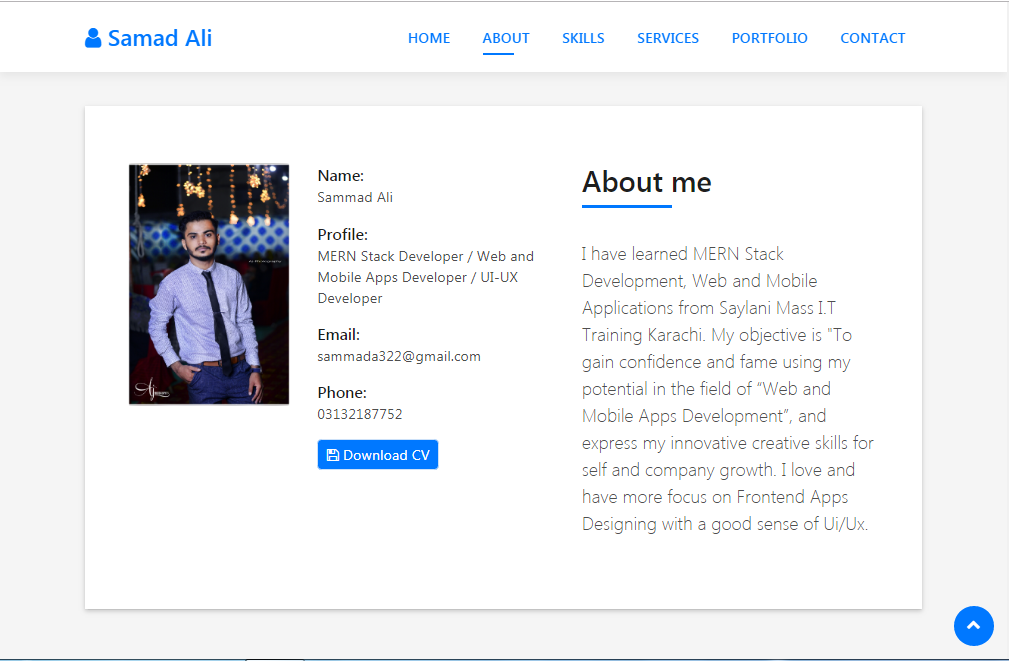 Samad Ali
HOME
ABOUT
SKILLS
SERVICES
PORTFOLIO
CONTACT
Name:
Sammad Ali
Profile:
MERN Stack Developer / Web and
Mobile Apps Developer / UI-UX
Developer
Email:
sammada322@gmail.com
Phone:
03132187752
Download CV
About me
I have learned MERN Stack
Development, Web and Mobile
Applications from Saylani Mass I.T
Training Karachi. My objective is "To
gain confidence and fame using my
potential in the field of “Web and
Mobile Apps Development”, and
express my innovative creative skills for
self and company growth. I love and
have more focus on Frontend Apps
Designing with a good sense of Ui/Ux.